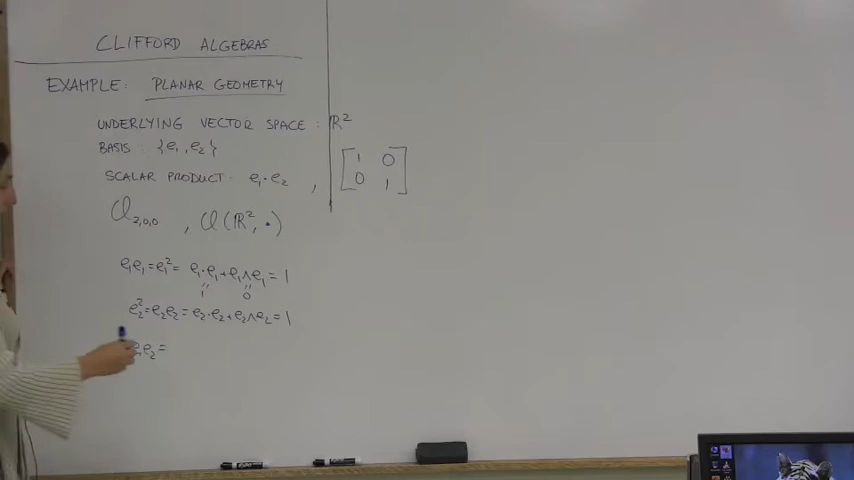 CLIFFORD ALGEBRAS
EXAMPLE: PLANAR GEOMETRY
UNDERLYING VECTOR SPACE : ℝ²
BASIS : {e₁, e₂}
SCALAR PRODUCT: e₁·e₂ , [1 0; 0 1]
Cl₂,₀,₀ , Cl(ℝ², ·)
e₁e₁=e₁²= e₁·e₁+e₁∧e₁= 1
" "
1 0
e₂²=e₂e₂=e₂·e₂+e₂∧e₂=1
e₁e₂=